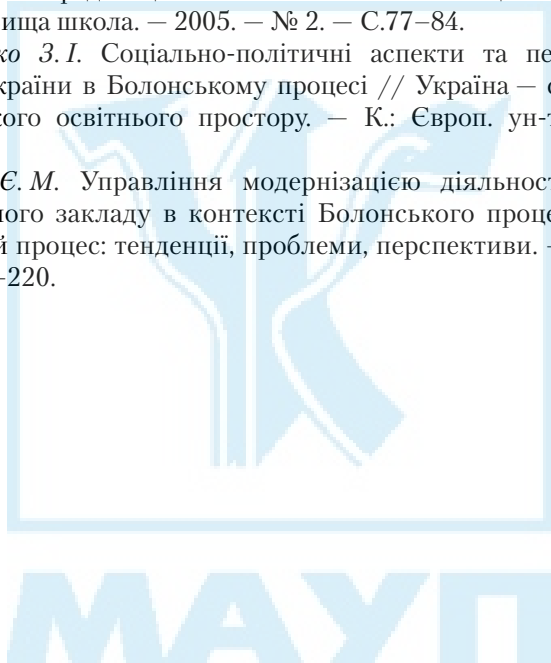 ища школа. — 2005. — № 2. — С.77–84.
ко З. І. Соціально-політичні аспекти та пе
країни в Болонському процесі // Україна — с
кого освітнього простору. — К.: Європ. ун-т
Є. М. Управління модернізацією діяльност
ного закладу в контексті Болонського проце
й процес: тенденції, проблеми, перспективи. –
–220.
МАУП